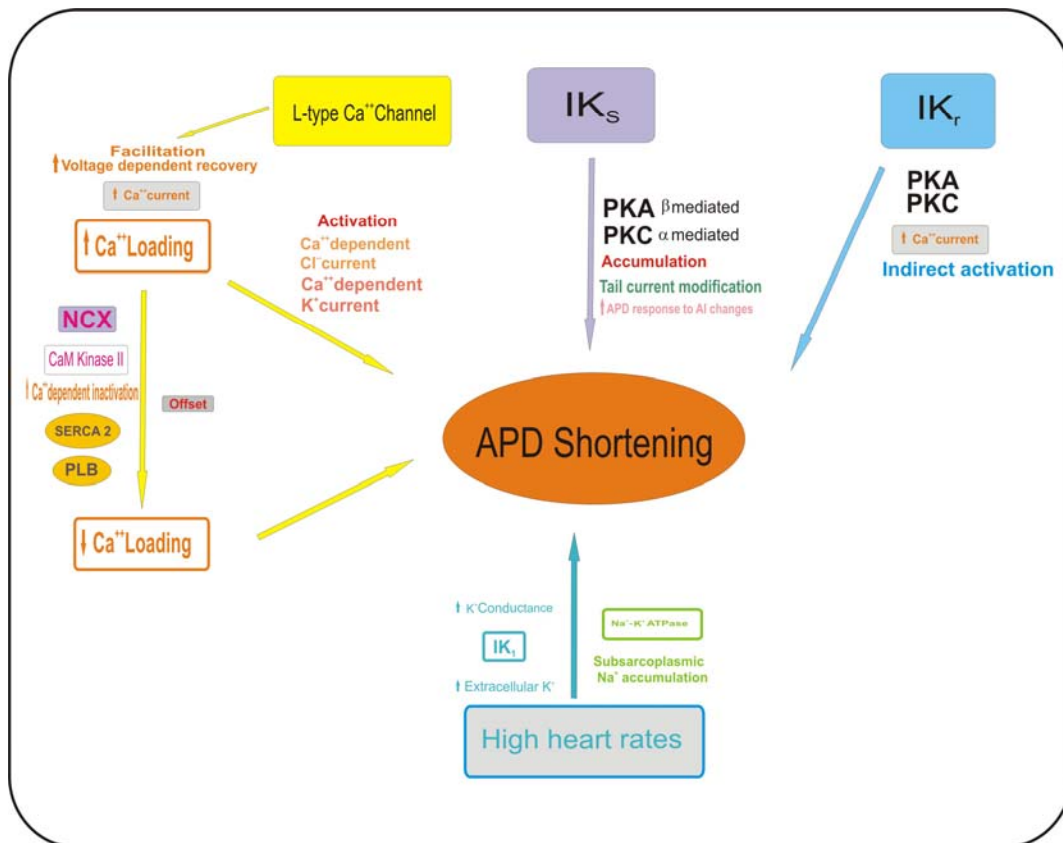 L-type Ca⁺⁺Channel
Facilitation
↑Voltage dependent recovery
↑ Ca⁺⁺current
↑ Ca⁺⁺Loading
NCX
CaM Kinase II
↑ Ca⁺⁺dependent inactivation
SERCA 2
PLB
Offset
↓ Ca⁺⁺Loading
Activation
Ca⁺⁺dependent
Cl⁻current
Ca⁺⁺dependent
K⁺current
IKₛ
PKA β mediated
PKC α mediated
Accumulation
Tail current modification
↑APD response to AI changes
IKᵣ
PKA
PKC
↑ Ca⁺⁺current
Indirect activation
APD Shortening
↑ K⁺Conductance
IK₁
↑ Extracellular K⁺
Na⁺-K⁺ ATPase
Subsarcoplasmic
Na⁺ accumulation
High heart rates